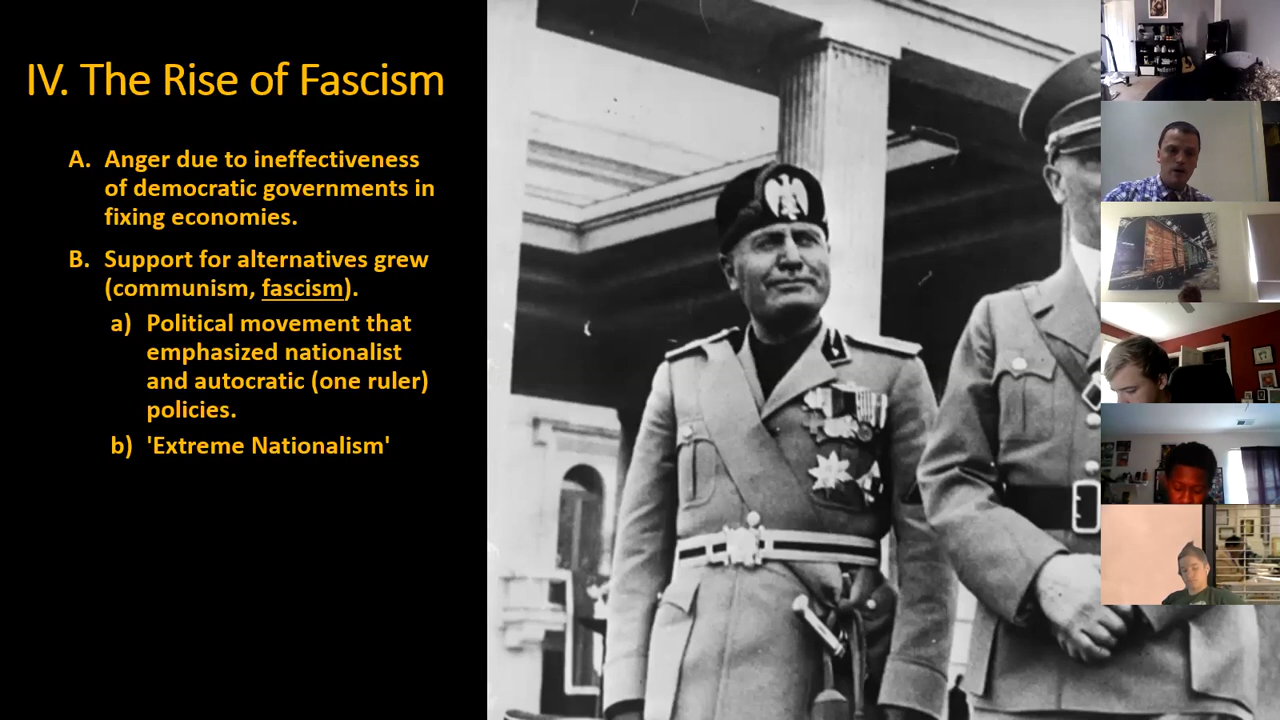 IV. The Rise of Fascism
A. Anger due to ineffectiveness
of democratic governments in
fixing economies.
B. Support for alternatives grew
(communism, fascism).
a) Political movement that
emphasized nationalist
and autocratic (one ruler)
policies.
b) 'Extreme Nationalism'